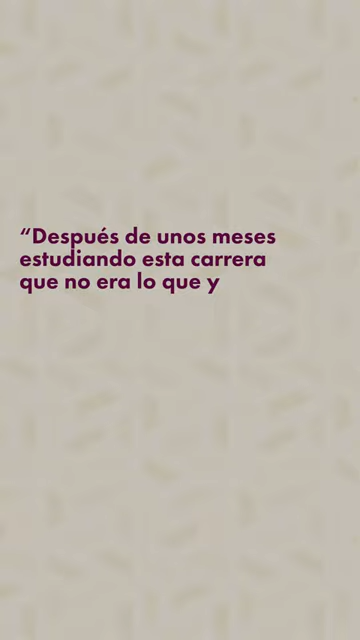 “Después de unos meses
estudiando esta carrera
que no era lo que y